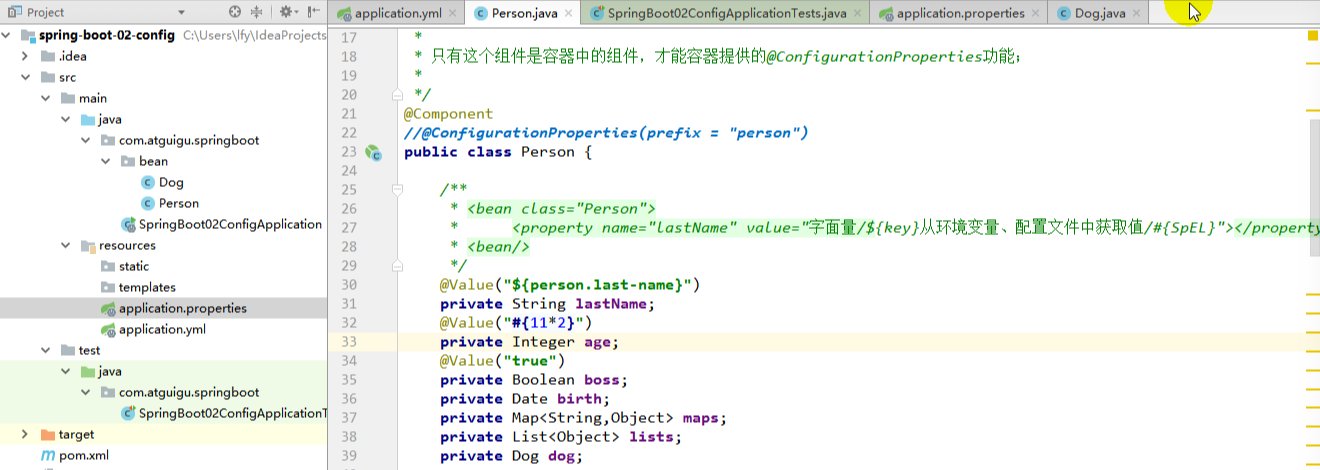 Project
application.yml
Person.java
SpringBoot02ConfigApplicationTests.java
application.properties
Dog.java
spring-boot-02-config C:\Users\lfy\IdeaProjects
.idea
src
main
java
com.atguigu.springboot
bean
Dog
Person
SpringBoot02ConfigApplication
resources
static
templates
application.properties
application.yml
test
java
com.atguigu.springboot
SpringBoot02ConfigApplicationT
target
pom.xml
17 *
18 * 只有这个组件是容器中的组件，才能容器提供的@ConfigurationProperties功能；
19 *
20 */
21 @Component
22 //@ConfigurationProperties(prefix = "person")
23 public class Person {
24
25 /**
26 * <bean class="Person">
27 * <property name="lastName" value="字面量/${key}从环境变量、配置文件中获取值/#{SpEL}"></property
28 * <bean/>
29 */
30 @Value("${person.last-name}")
31 private String lastName;
32 @Value("#{11*2}")
33 private Integer age;
34 @Value("true")
35 private Boolean boss;
36 private Date birth;
37 private Map<String,Object> maps;
38 private List<Object> lists;
39 private Dog dog;